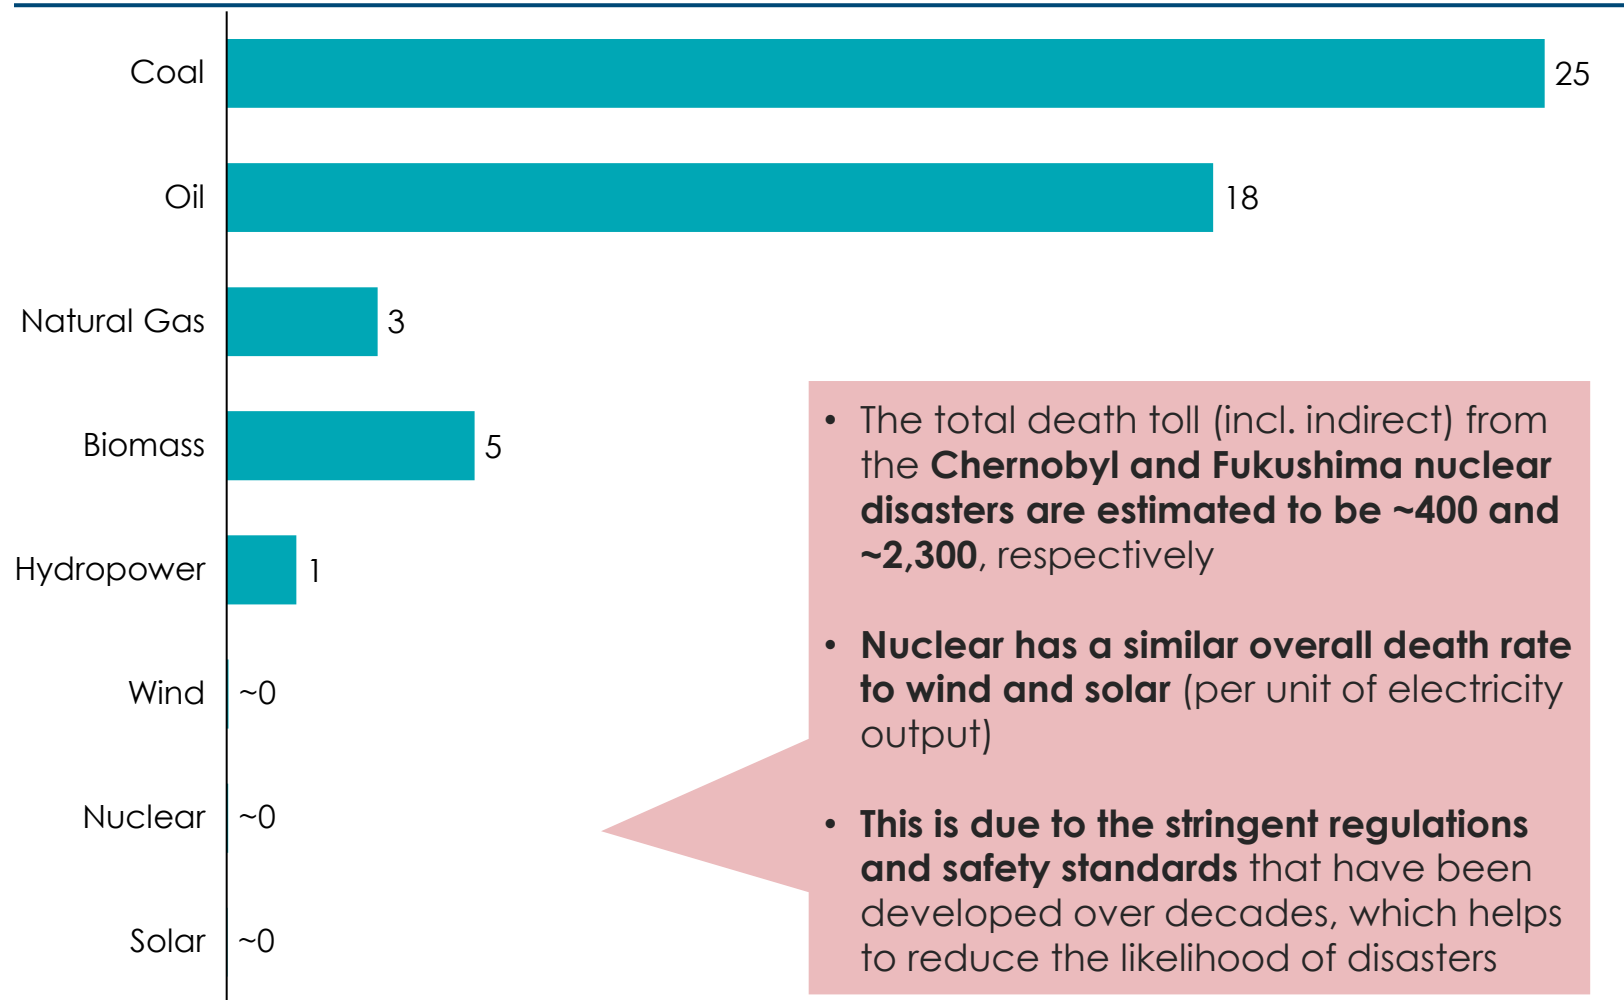 Coal 25
Oil 18
Natural Gas 3
Biomass 5
Hydropower 1
Wind ~0
Nuclear ~0
Solar ~0
• The total death toll (incl. indirect) from
the Chernobyl and Fukushima nuclear
disasters are estimated to be ~400 and
~2,300, respectively
• Nuclear has a similar overall death rate
to wind and solar (per unit of electricity
output)
• This is due to the stringent regulations
and safety standards that have been
developed over decades, which helps
to reduce the likelihood of disasters